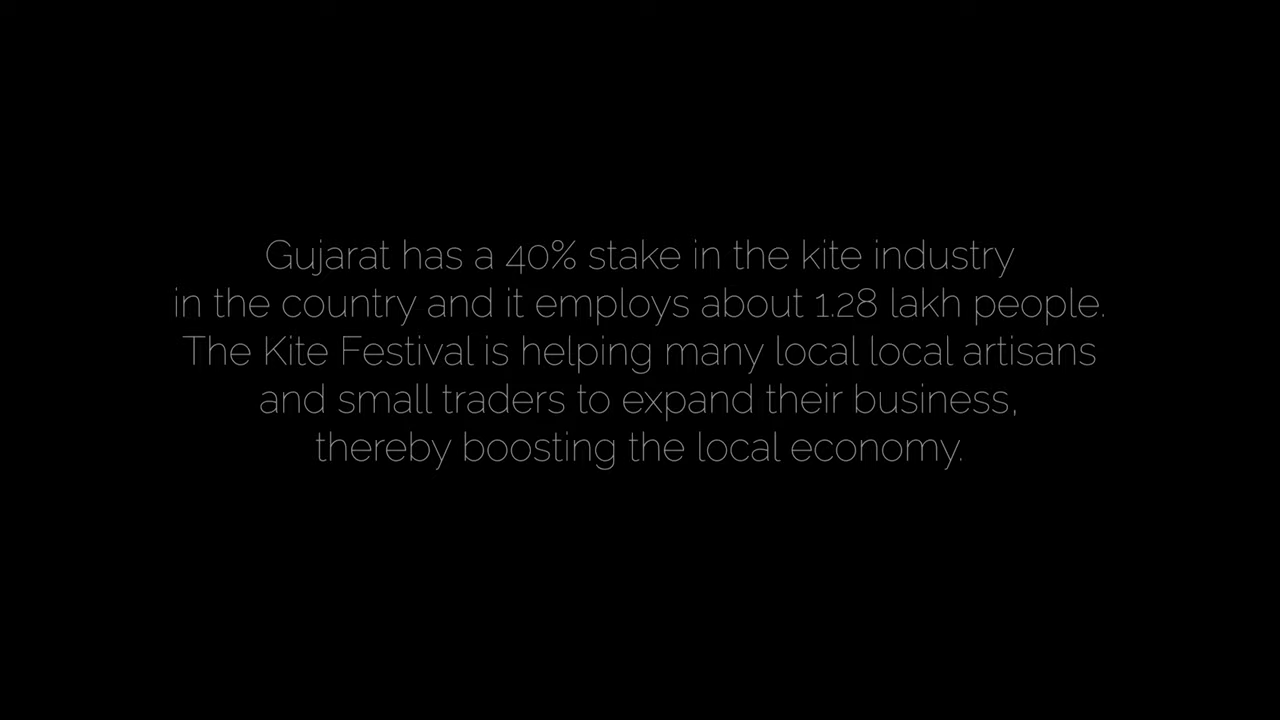 Gujarat has a 40% stake in the kite industry
in the country and it employs about 1.28 lakh people.
The Kite Festival is helping many local local artisans
and small traders to expand their business,
thereby boosting the local economy.